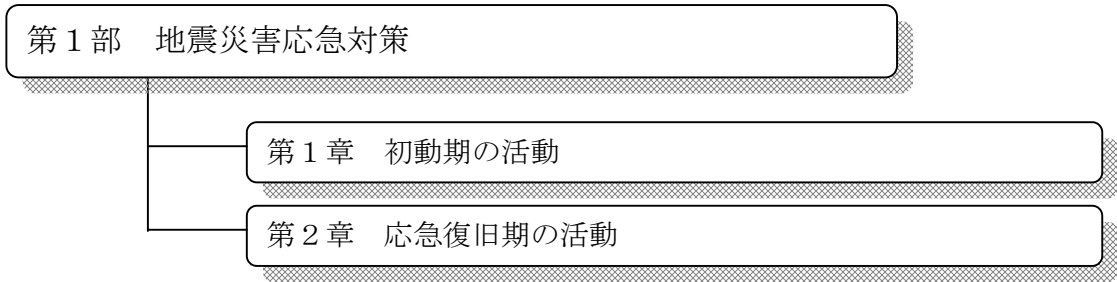 第１部　地震災害応急対策
第１章　初動期の活動
第２章　応急復旧期の活動